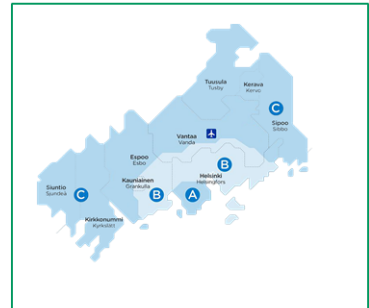 Tuusula
Tusby
Kerava
Kervo
C
Sipoo
Sibbo
Vantaa
Vanda
Espoo
Esbo
B
Helsinki
Helsingfors
Kauniainen
Grankulla
B
A
Siuntio
Sjundeå
C
Kirkkonummi
Kyrkslätt